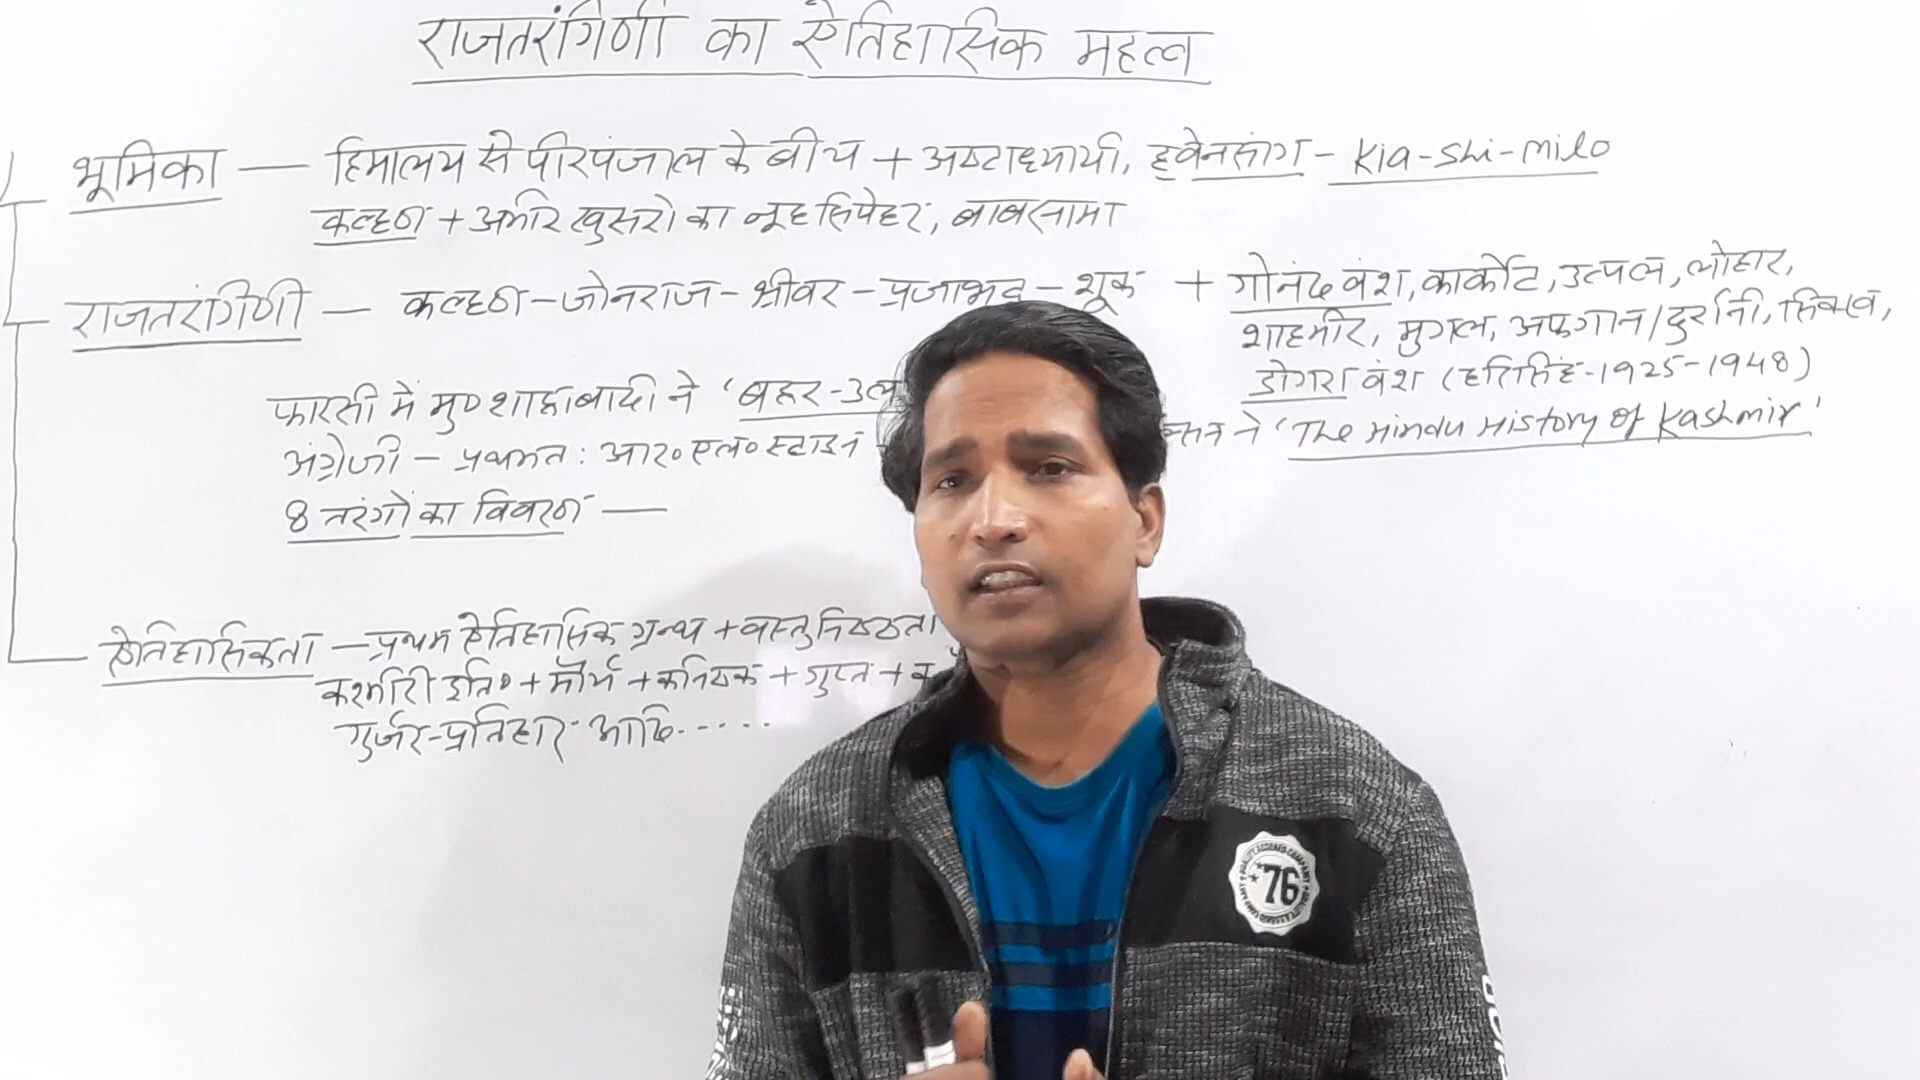 राजतरंगिणी का ऐतिहासिक महत्व
भूमिका — हिमालय से पीरपंजाल के बीच + अष्टाध्यायी, ह्वेनसांग - Kia-shi-milo
कल्हण + अमीर खुसरो का नूह सिपेहर, बाबरनामा
राजतरंगिणी — कल्हण - जोनराज - श्रीवर - प्रजाभट्ट - शूक + गोनंद वंश, कार्कोट, उत्पल, लोहार,
शाहमीर, मुगल, अफगान/दुर्रानी, सिक्ख,
डोगरा वंश (हरिसिंह-1925-1948)
फारसी में मु० शाहाबादी ने 'बहर-उल
अंग्रेजी - प्रथमत: आर० एल० स्टाइन ने 'The Hindu History of Kashmir'
8 तरंगों का विवरण —
ऐतिहासिकता — प्रथम ऐतिहासिक ग्रन्थ + वस्तुनिष्ठता
कश्मीरी इति० + मौर्य + कनिष्क + गुप्त +
गुर्जर-प्रतिहार आदि.....
76